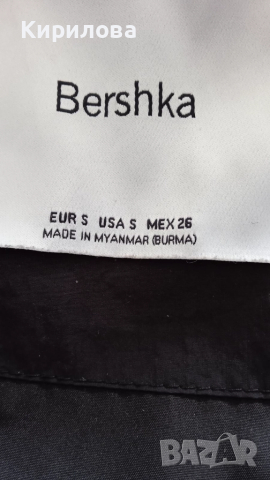 Кирилова
Bershka
EUR S USA S MEX 26
MADE IN MYANMAR (BURMA)
BAZAR